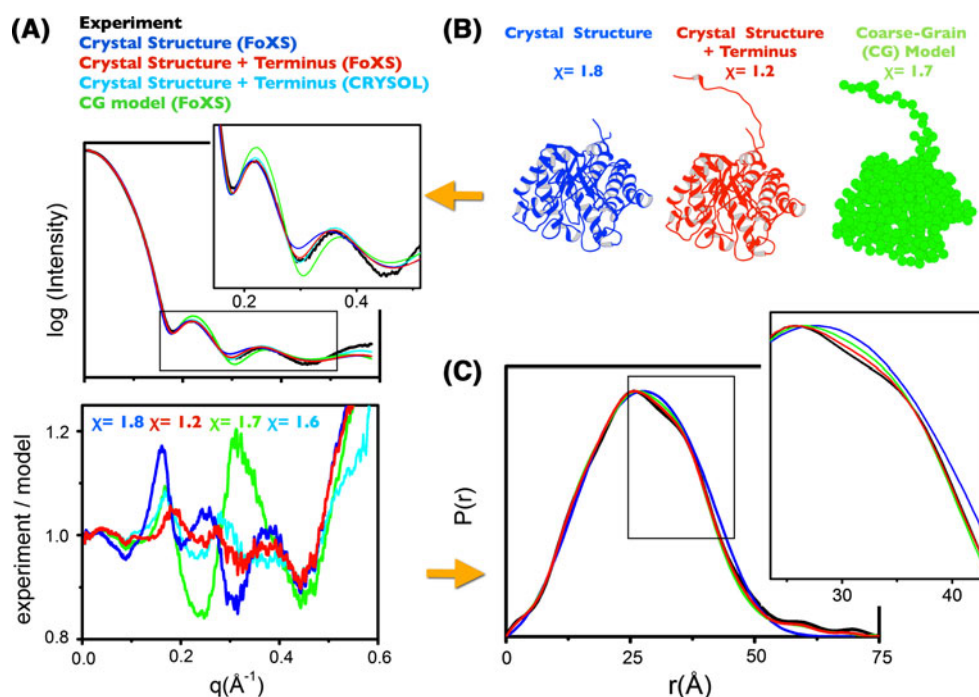 (A)
Experiment
Crystal Structure (FoXS)
Crystal Structure + Terminus (FoXS)
Crystal Structure + Terminus (CRYSOL)
CG model (FoXS)
log (Intensity)
0.2 0.4
χ= 1.8 χ= 1.2 χ= 1.7 χ= 1.6
experiment / model
1.2
1.0
0.8
0.0 0.2 0.4 0.6
q(Å⁻¹)
(B)
Crystal Structure
χ= 1.8
Crystal Structure
+ Terminus
χ= 1.2
Coarse-Grain
(CG) Model
χ= 1.7
(C)
P(r)
30 40
0 25 50 75
r(Å)